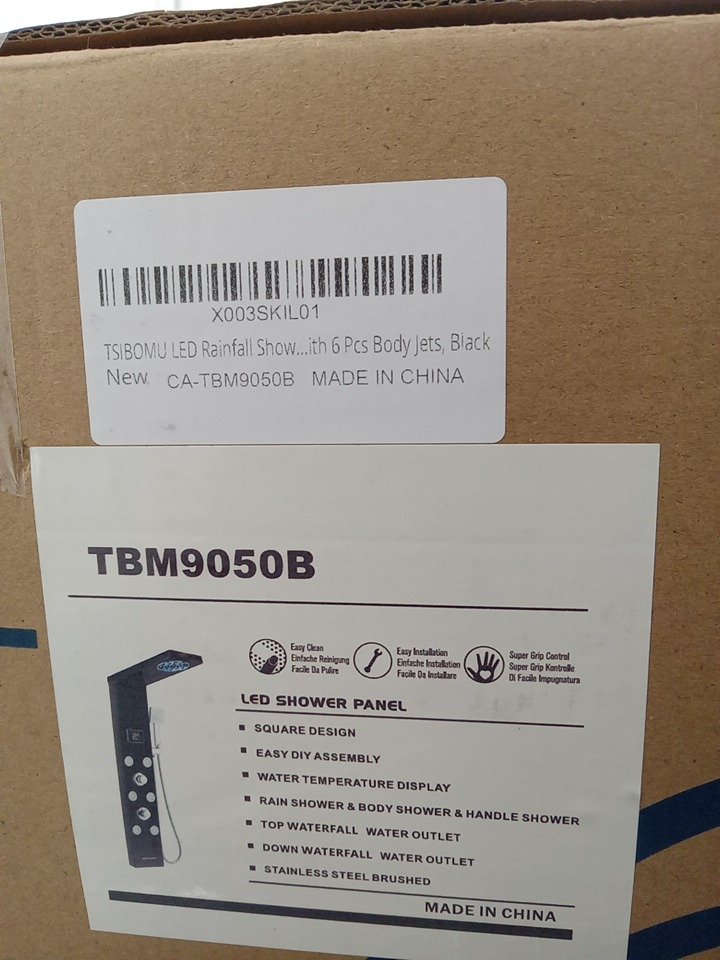 X003SKIL01
TSIBOMU LED Rainfall Show...ith 6 Pcs Body Jets, Black
New CA-TBM9050B MADE IN CHINA
TBM9050B
Easy Clean
Einfache Reinigung
Facile Da Pulire
Easy Installation
Einfache Installation
Facile Da Installare
Super Grip Control
Super Grip Kontrolle
Di Facile Impugnatura
LED SHOWER PANEL
SQUARE DESIGN
EASY DIY ASSEMBLY
WATER TEMPERATURE DISPLAY
RAIN SHOWER & BODY SHOWER & HANDLE SHOWER
TOP WATERFALL WATER OUTLET
DOWN WATERFALL WATER OUTLET
STAINLESS STEEL BRUSHED
MADE IN CHINA